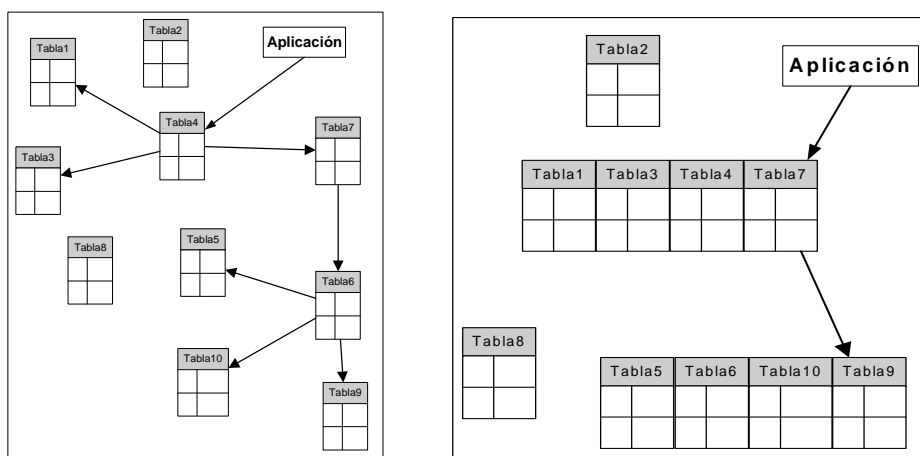 Tabla2
Tabla1
Aplicación
Tabla4
Tabla7
Tabla3
Tabla5
Tabla8
Tabla6
Tabla10
Tabla9
Tabla2
Aplicación
Tabla1 Tabla3 Tabla4 Tabla7
Tabla8
Tabla5 Tabla6 Tabla10 Tabla9